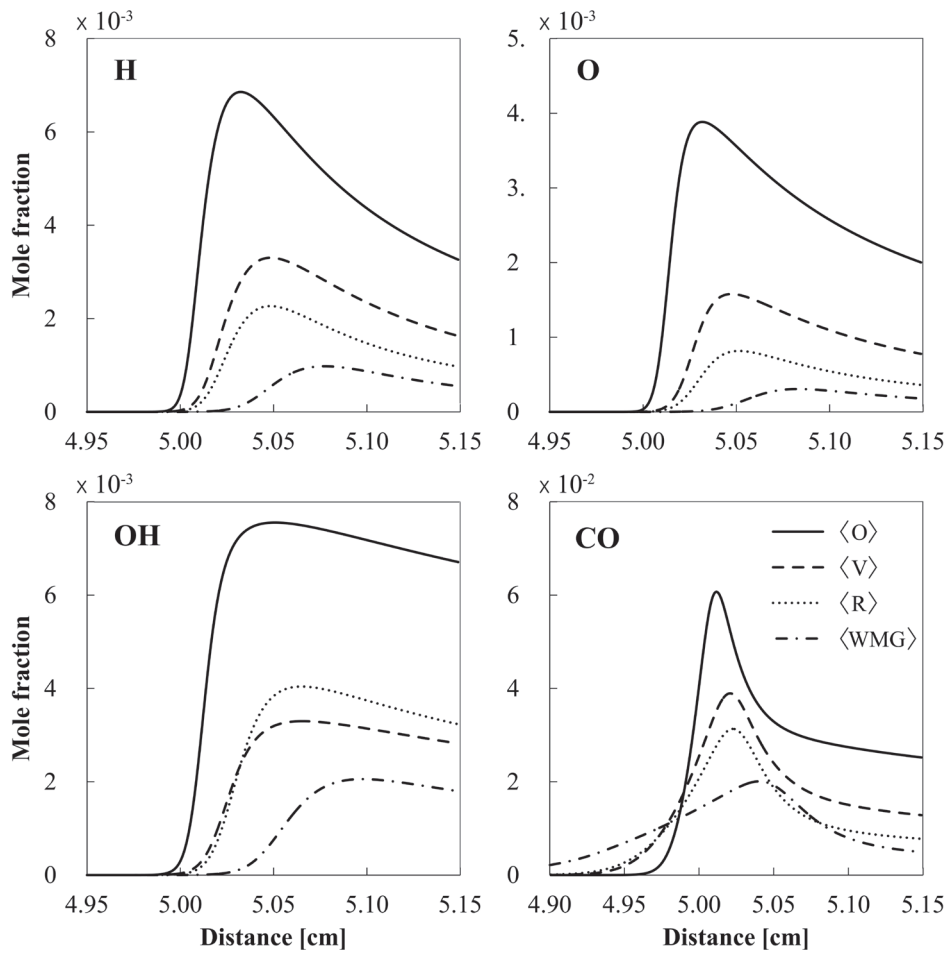 × 10⁻³
8
6
4
2
0
H
Mole fraction
4.95 5.00 5.05 5.10 5.15
× 10⁻³
5.
4.
3.
2
1
0
O
4.95 5.00 5.05 5.10 5.15
× 10⁻³
8
6
4
2
0
OH
Mole fraction
4.95 5.00 5.05 5.10 5.15
Distance [cm]
× 10⁻²
8
6
4
2
0
CO
⟨O⟩
⟨V⟩
⟨R⟩
⟨WMG⟩
4.90 4.95 5.00 5.05 5.10 5.15
Distance [cm]